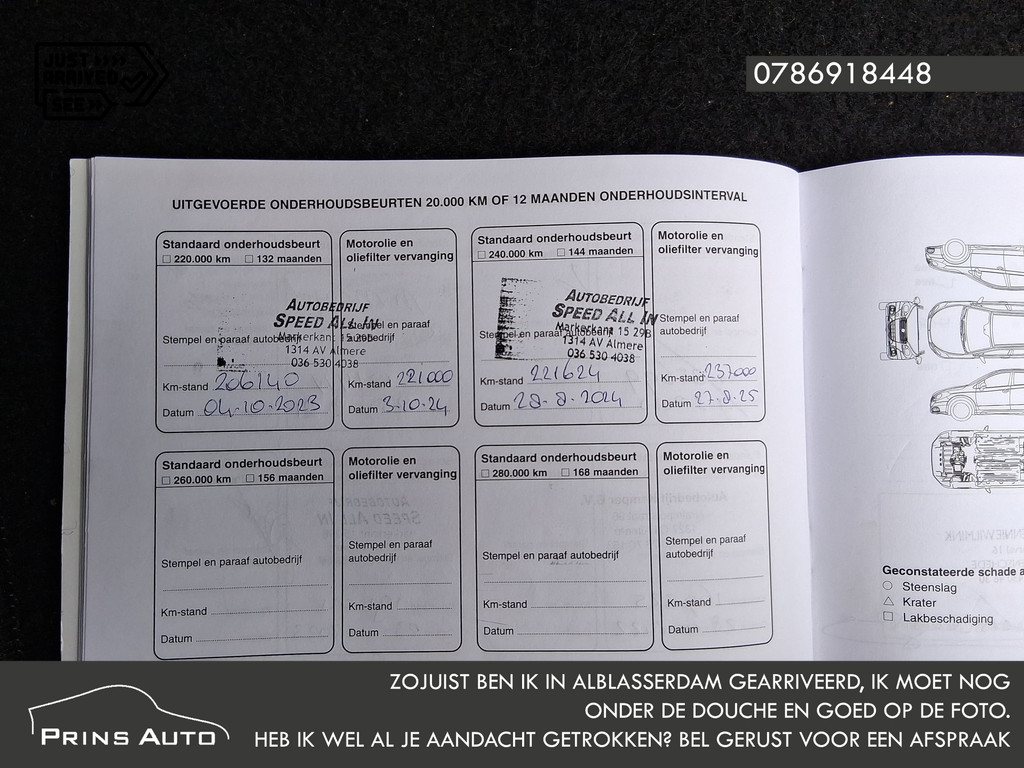 JUST
ARRIVED
SEE
0786918448
UITGEVOERDE ONDERHOUDSBEURTEN 20.000 KM OF 12 MAANDEN ONDERHOUDSINTERVAL
Standaard onderhoudsbeurt
220.000 km 132 maanden
AUTOBEDRIJF
SPEED ALL IN
Markerkant 15 29B
1314 AV Almere
036 530 4038
Stempel en paraaf autobedrijf
Km-stand 206140
Datum 04-10-2023
Motorolie en
oliefilter vervanging
Stempel en paraaf
autobedrijf
Km-stand 221000
Datum 3-10-24
Standaard onderhoudsbeurt
240.000 km 144 maanden
AUTOBEDRIJF
SPEED ALL IN
Markerkant 15 29B
1314 AV Almere
036 530 4038
Stempel en paraaf autobedrijf
Km-stand 221624
Datum 28-8-2024
Motorolie en
oliefilter vervanging
Stempel en paraaf
autobedrijf
Km-stand 237000
Datum 27-8-25
Standaard onderhoudsbeurt
260.000 km 156 maanden
Stempel en paraaf autobedrijf
Km-stand
Datum
Motorolie en
oliefilter vervanging
Stempel en paraaf
autobedrijf
Km-stand
Datum
Standaard onderhoudsbeurt
280.000 km 168 maanden
Stempel en paraaf autobedrijf
Km-stand
Datum
Motorolie en
oliefilter vervanging
Stempel en paraaf
autobedrijf
Km-stand
Datum
Geconstateerde schade a
Steenslag
Krater
Lakbeschadiging
PRINS AUTO
ZOJUIST BEN IK IN ALBLASSERDAM GEARRIVEERD, IK MOET NOG
ONDER DE DOUCHE EN GOED OP DE FOTO.
HEB IK WEL AL JE AANDACHT GETROKKEN? BEL GERUST VOOR EEN AFSPRAAK